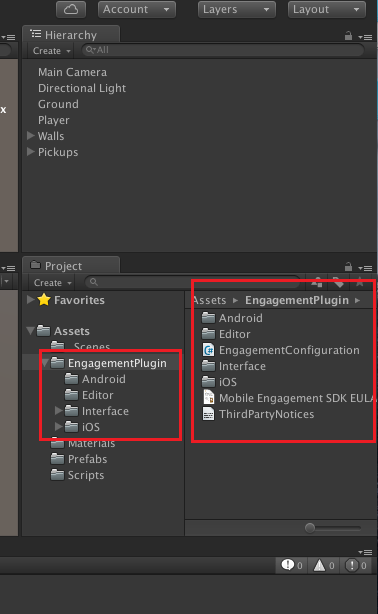 Account
Layers
Layout
Hierarchy
Create
All
Main Camera
Directional Light
Ground
Player
Walls
Pickups
x
Project
Create
Favorites
Assets
_Scenes
EngagementPlugin
Android
Editor
Interface
iOS
Materials
Prefabs
Scripts
Assets
EngagementPlugin
Android
Editor
EngagementConfiguration
Interface
iOS
Mobile Engagement SDK EULA
ThirdPartyNotices
0
0
0